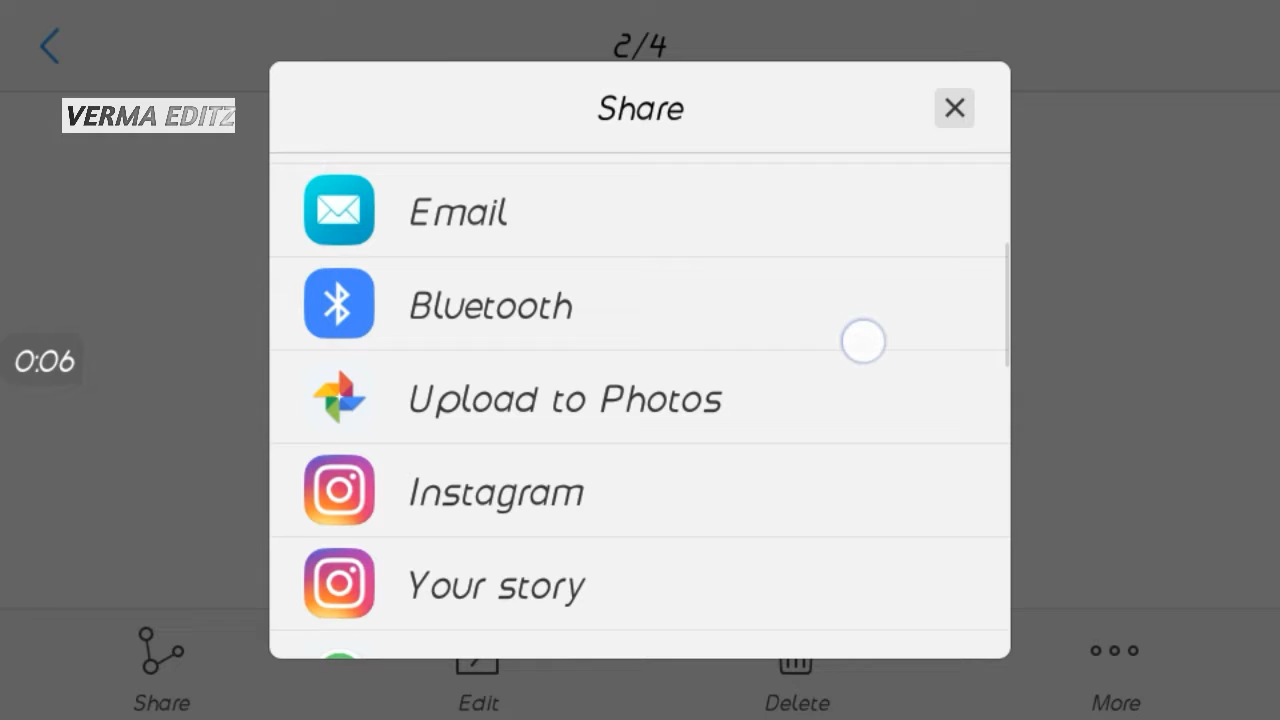 2/4
VERMA EDITZ
Share
Email
Bluetooth
0:06
Upload to Photos
Instagram
Your story
Share
Edit
Delete
More